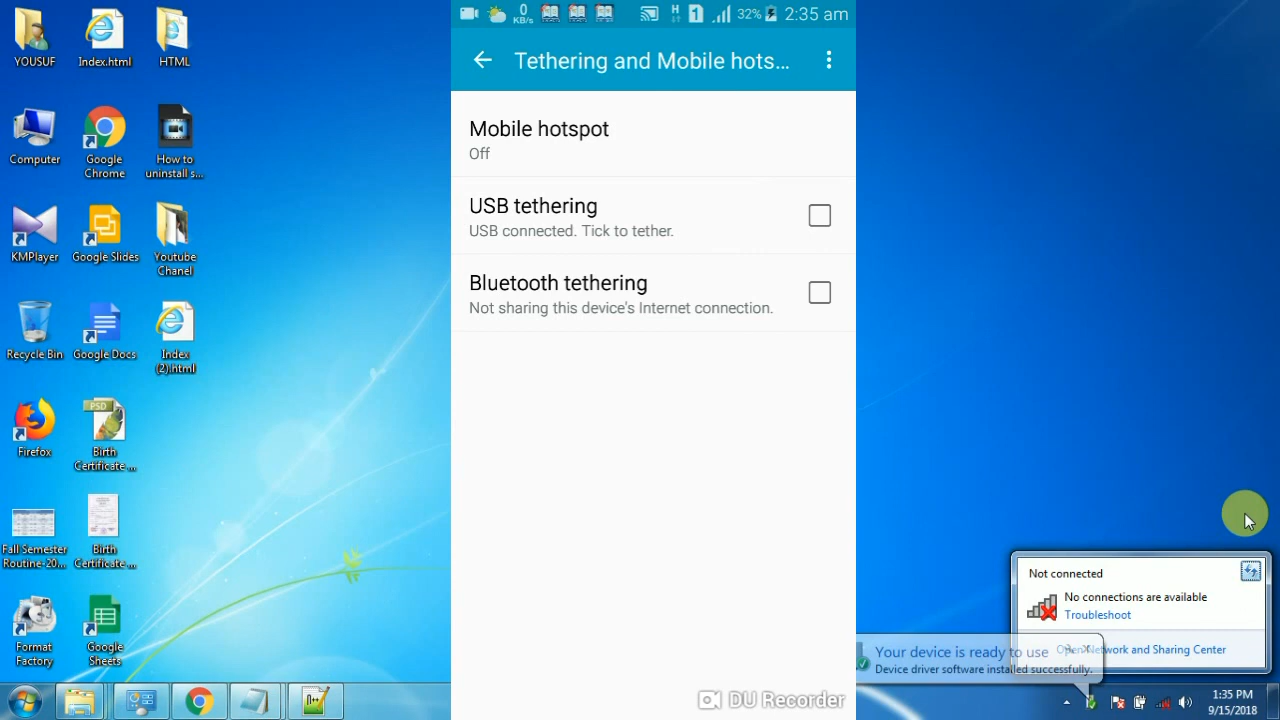 YOUSUF
Index.html
HTML
Computer
Google
Chrome
How to
uninstall s...
KMPlayer
Google Slides
Youtube
Chanel
Recycle Bin
Google Docs
Index
(2).html
Firefox
PSD
Birth
Certificate ...
Fall Semester
Routine-20...
Birth
Certificate ...
Format
Factory
Google
Sheets
0
KB/s
H
1
32%
2:35 am
Tethering and Mobile hots...
Mobile hotspot
Off
USB tethering
USB connected. Tick to tether.
Bluetooth tethering
Not sharing this device's Internet connection.
DU Recorder
Not connected
No connections are available
Troubleshoot
Open Network and Sharing Center
Your device is ready to use
Device driver software installed successfully.
1:35 PM
9/15/2018